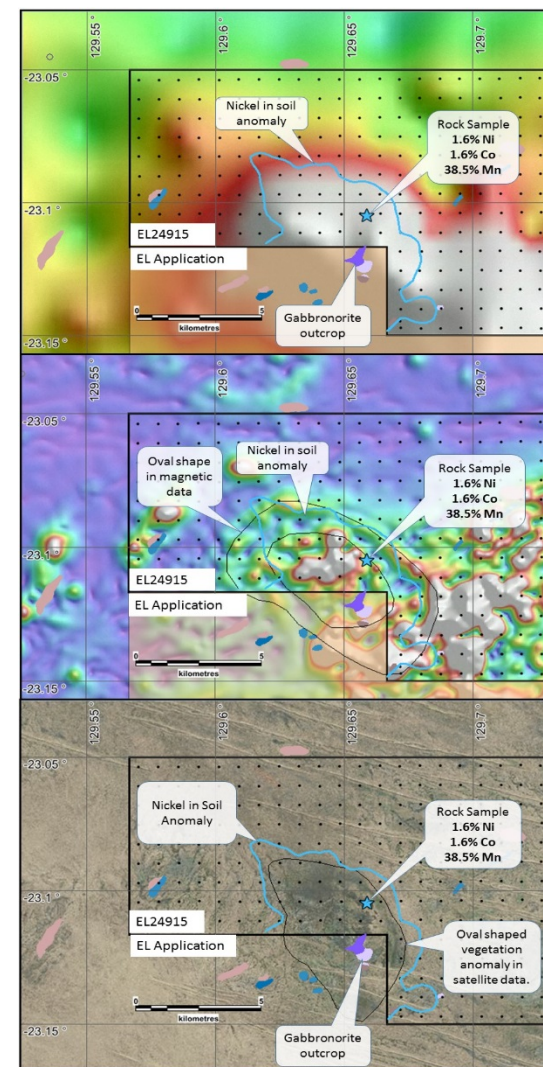 129.55
129.6
129.65
129.7
-23.05 °
Nickel in soil
anomaly
Rock Sample
1.6% Ni
1.6% Co
38.5% Mn
-23.1 °
EL24915
EL Application
0
5
kilometres
Gabbronorite
outcrop
-23.15 °
129.55
129.6
129.65
129.7
-23.05 °
Oval shape
in magnetic
data
Nickel in soil
anomaly
Rock Sample
1.6% Ni
1.6% Co
38.5% Mn
-23.1 °
EL24915
EL Application
0
5
kilometres
-23.15 °
129.55
129.6
129.65
129.7
-23.05 °
Nickel in Soil
Anomaly
Rock Sample
1.6% Ni
1.6% Co
38.5% Mn
-23.1 °
EL24915
EL Application
Oval shaped
vegetation
anomaly in
satellite data.
0
5
kilometres
Gabbronorite
outcrop
-23.15 °